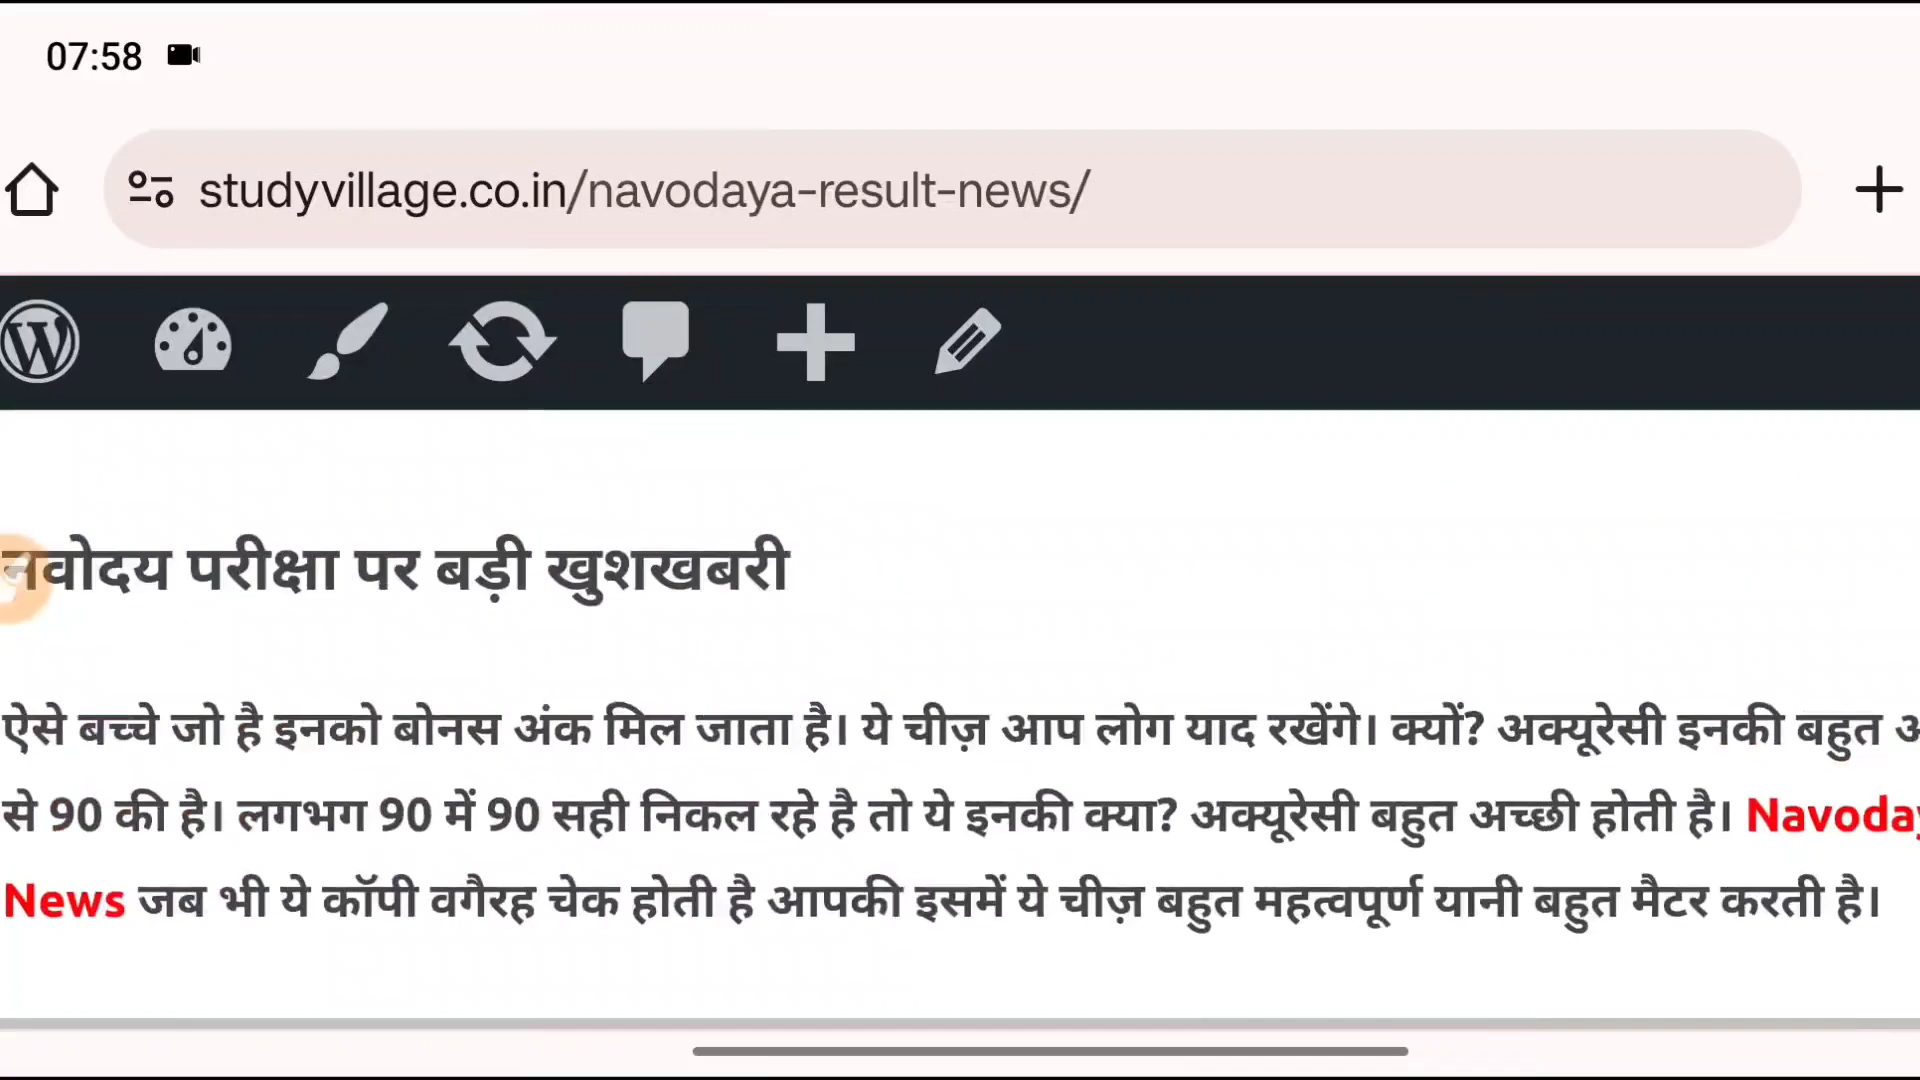 07:58
studyvillage.co.in/navodaya-result-news/
नवोदय परीक्षा पर बड़ी खुशखबरी
ऐसे बच्चे जो है इनको बोनस अंक मिल जाता है। ये चीज़ आप लोग याद रखेंगे। क्यों? अक्यूरेसी इनकी बहुत
से 90 की है। लगभग 90 में 90 सही निकल रहे है तो ये इनकी क्या? अक्यूरेसी बहुत अच्छी होती है।
News जब भी ये कॉपी वगैरह चेक होती है आपकी इसमें ये चीज़ बहुत महत्वपूर्ण यानी बहुत मैटर करती है।